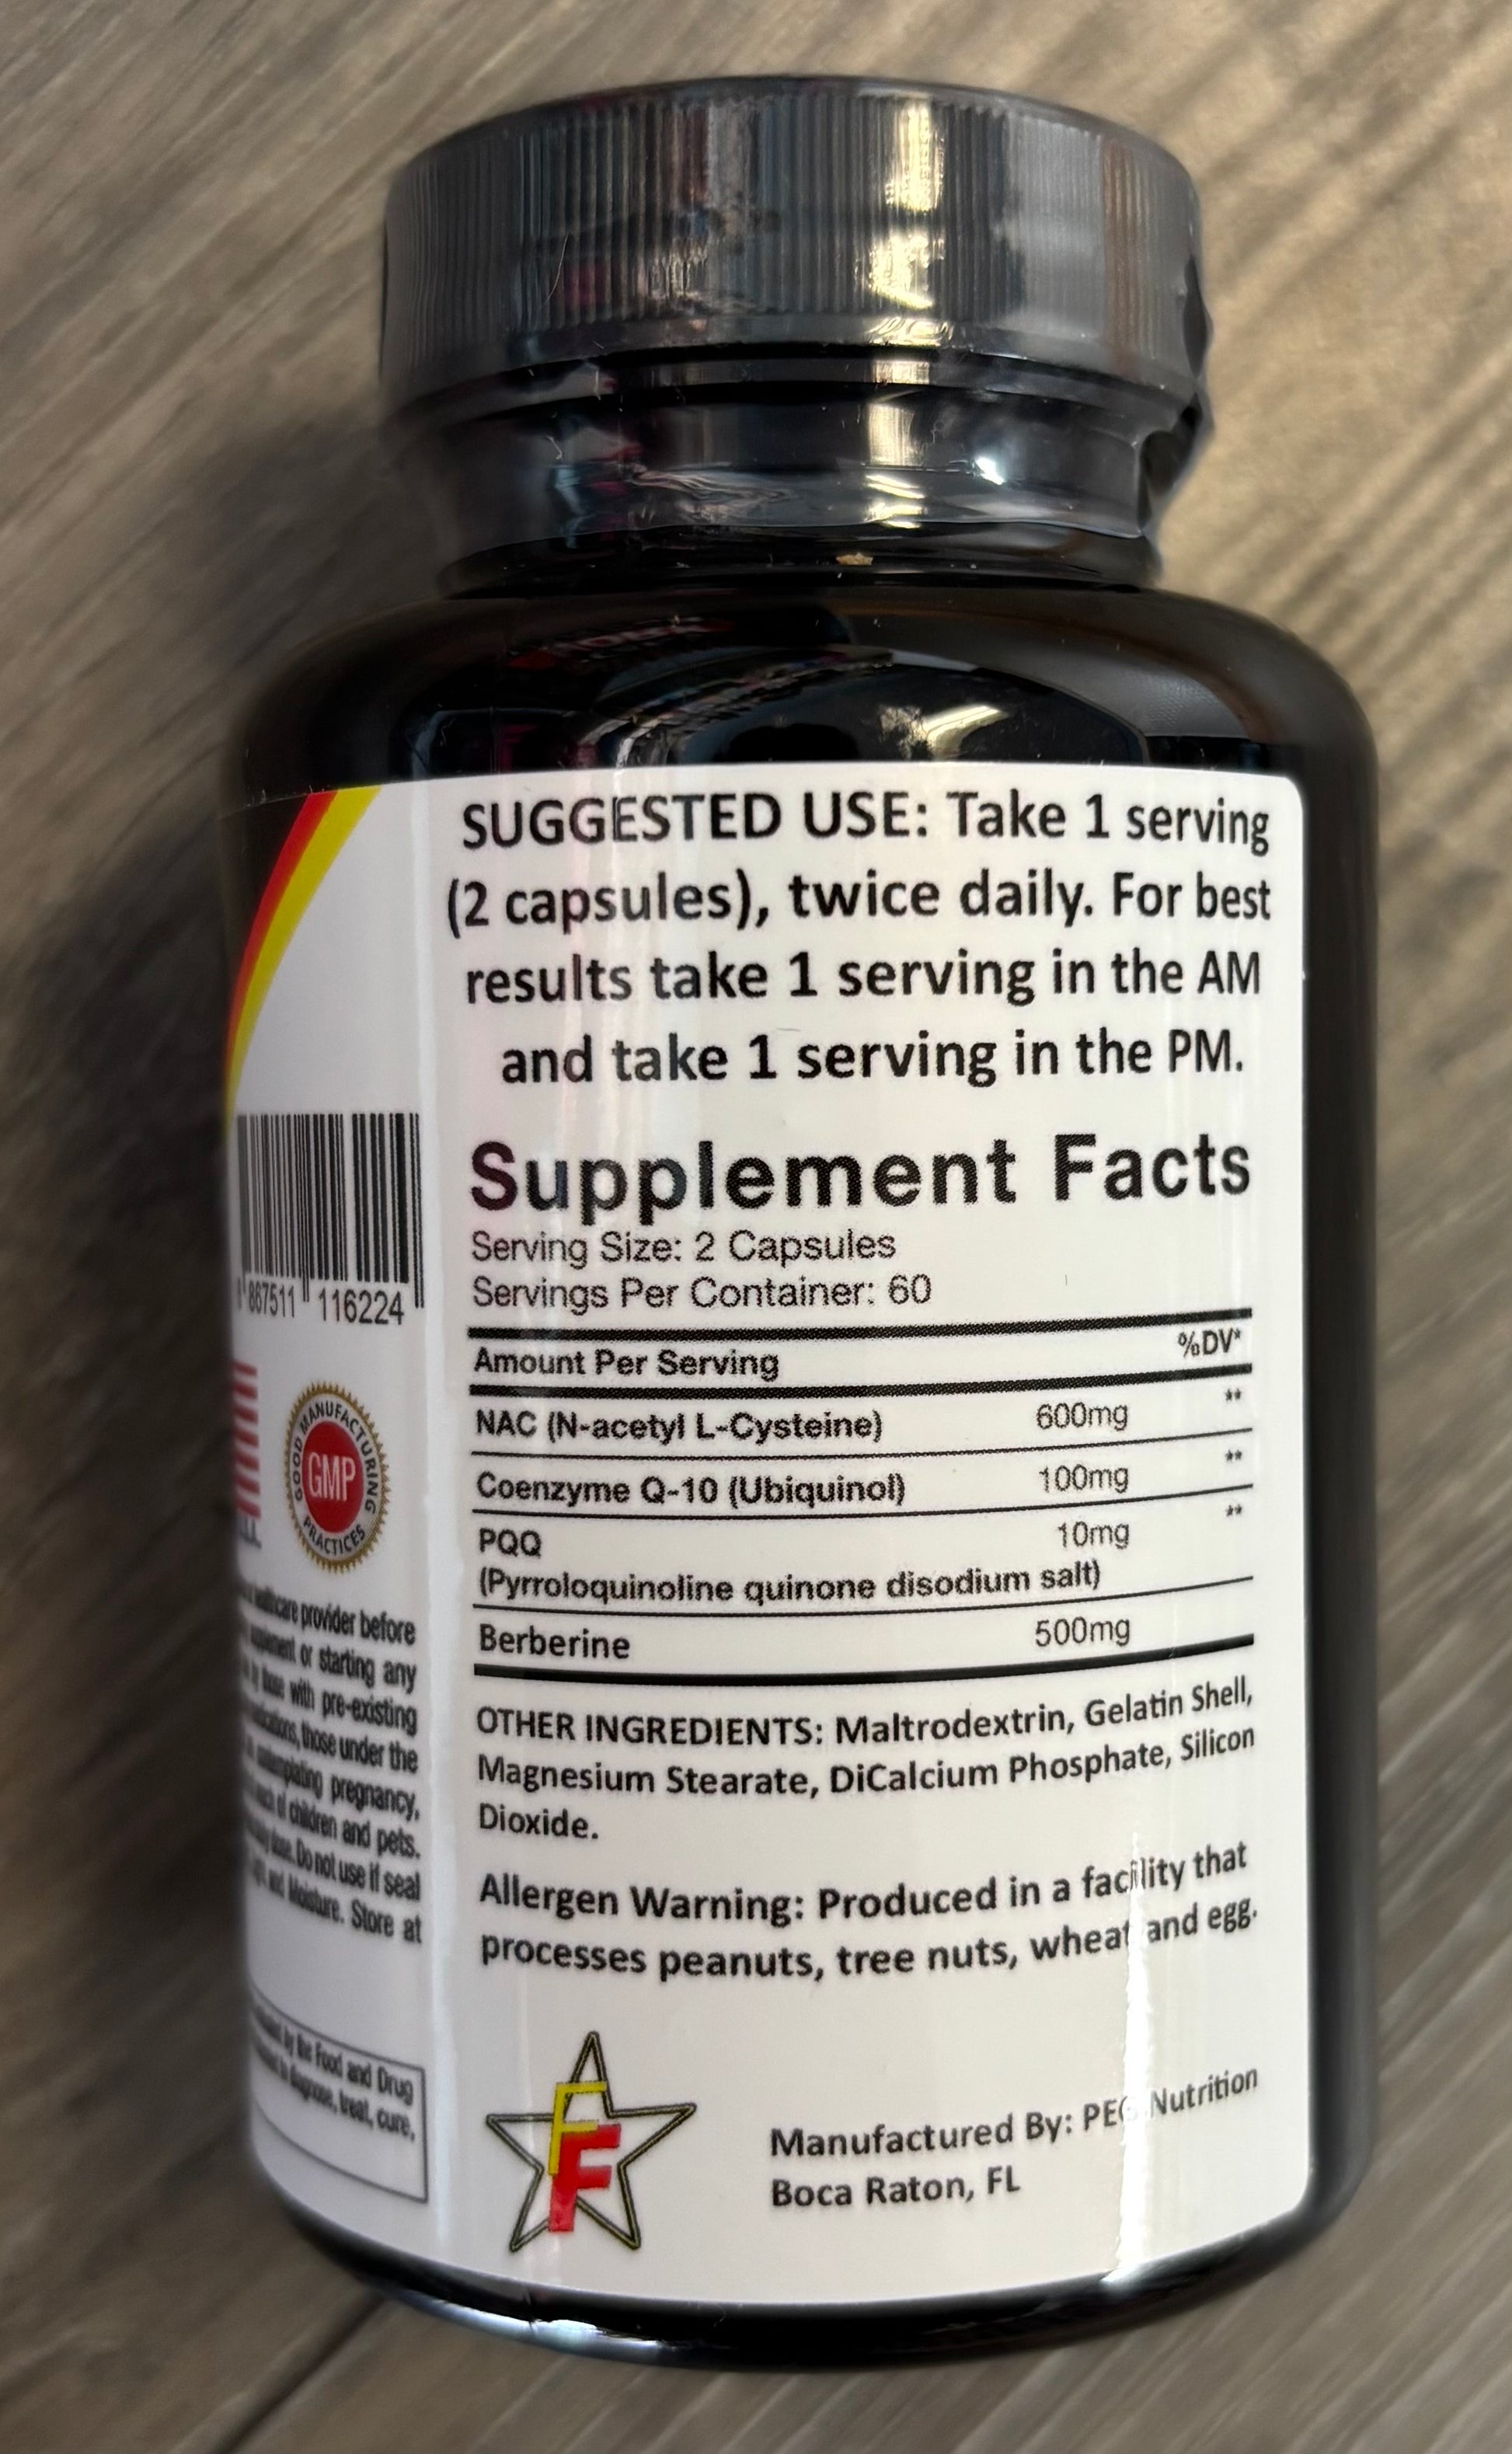 SUGGESTED USE: Take 1 serving
(2 capsules), twice daily. For best
results take 1 serving in the AM
and take 1 serving in the PM.
Supplement Facts
Serving Size: 2 Capsules
Servings Per Container: 60
%DV*
Amount Per Serving
NAC (N-acetyl L-Cysteine) 600mg **
Coenzyme Q-10 (Ubiquinol) 100mg **
PQQ 10mg **
(Pyrroloquinoline quinone disodium salt)
Berberine 500mg
OTHER INGREDIENTS: Maltrodextrin, Gelatin Shell,
Magnesium Stearate, DiCalcium Phosphate, Silicon
Dioxide.
Allergen Warning: Produced in a facility that
processes peanuts, tree nuts, wheat and egg.
FF
Manufactured By: Nutrition
Boca Raton, FL
867511 116224
GOOD MANUFACTURING
GMP
PRACTICES
healthcare provider before
or starting any
those with pre-existing
those under the
pregnancy,
of children and pets.
Do not use if seal
and Moisture. Store at
by the Food and Drug
diagnose, treat, cure,